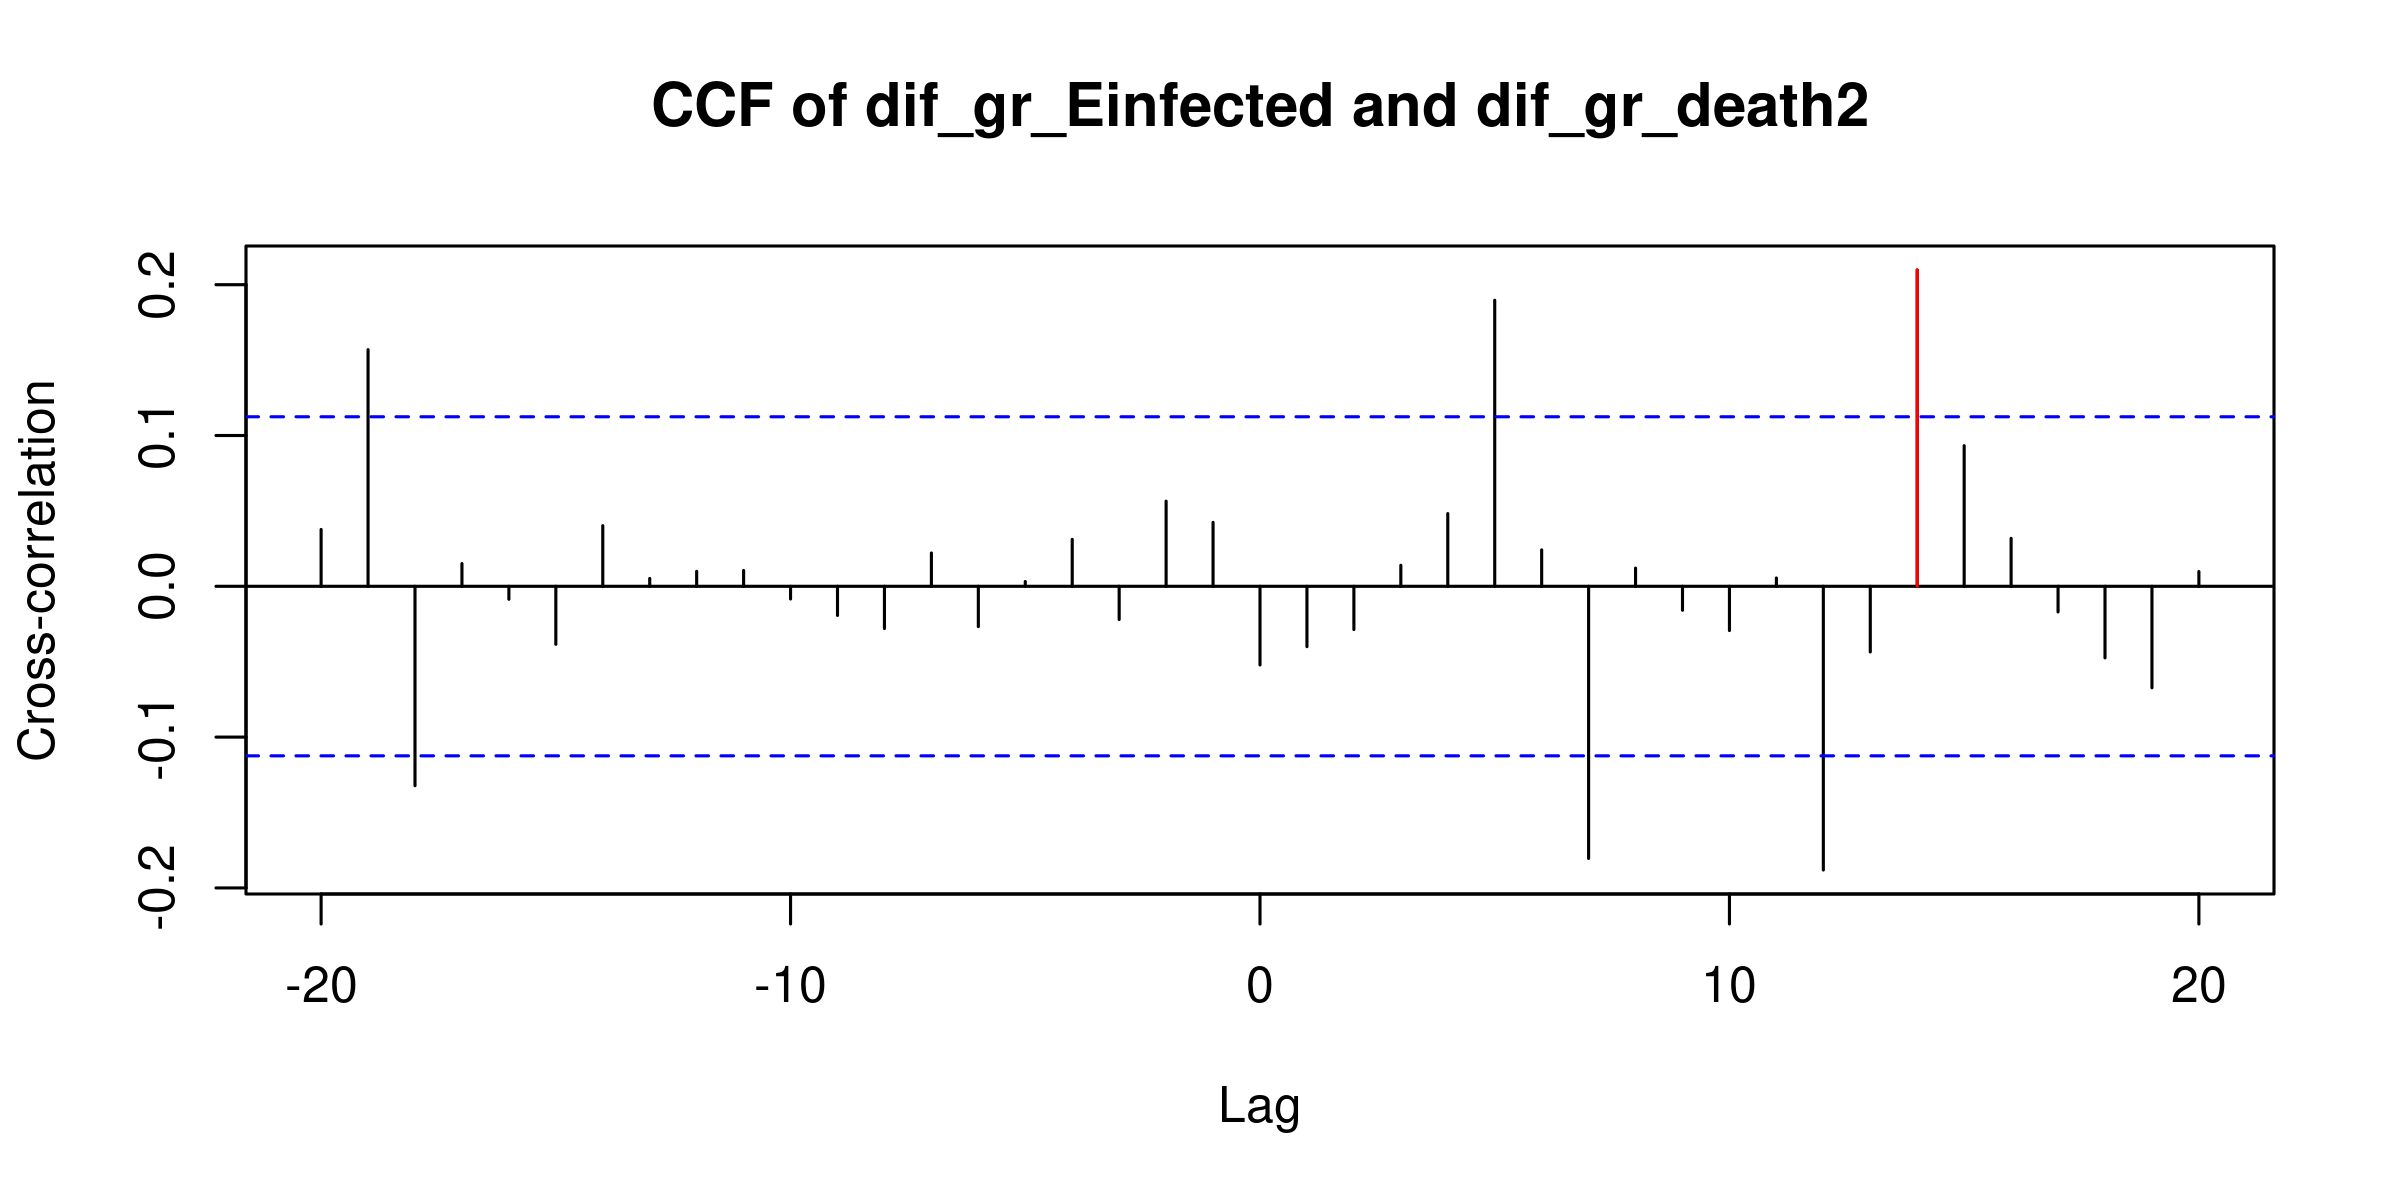 CCF of dif_gr_Einfected and dif_gr_death2
Cross-correlation
0.2
0.1
0.0
-0.1
-0.2
-20 -10 0 10 20
Lag